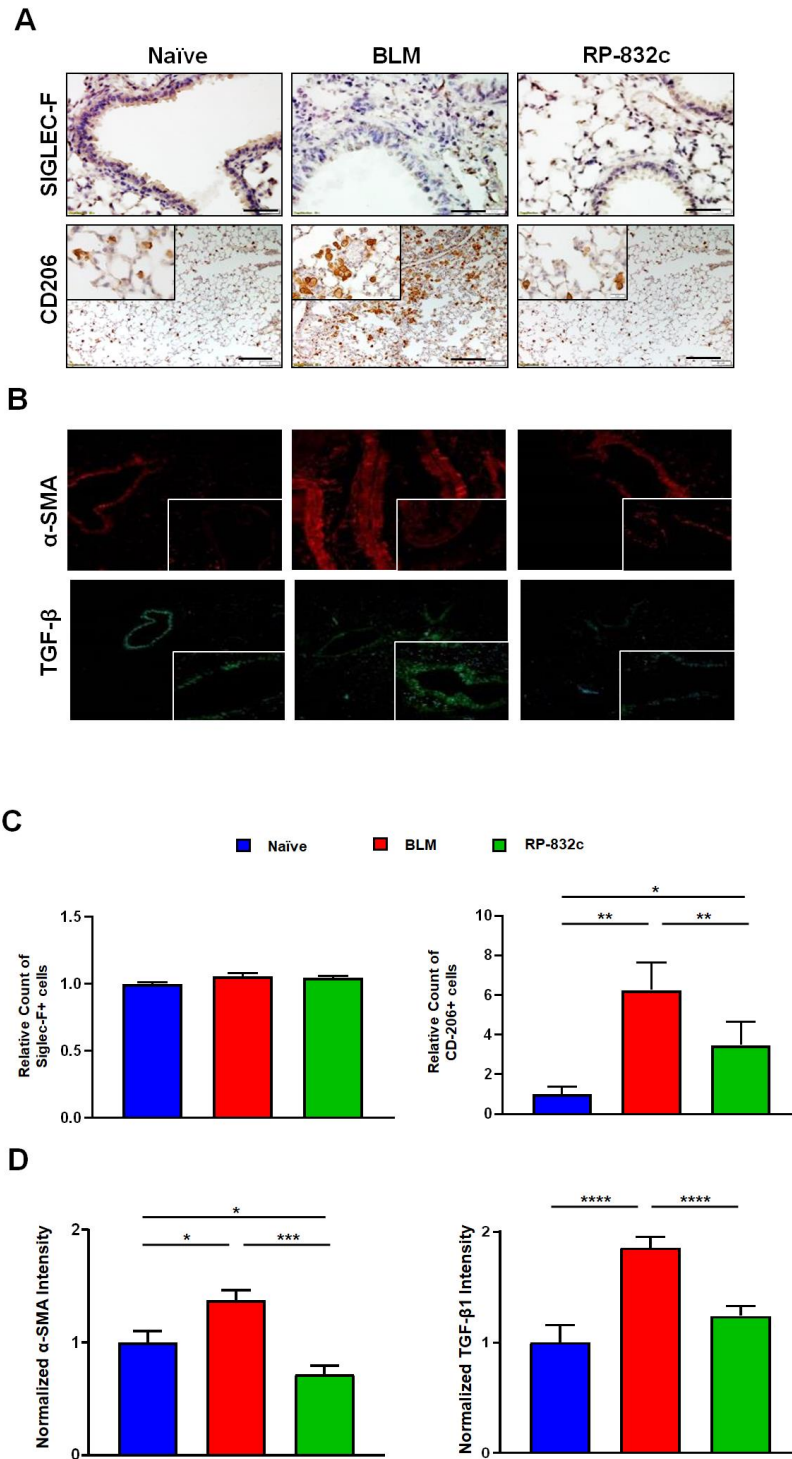 A
Naïve BLM RP-832c
SIGLEC-F
CD206
B
α-SMA
TGF-β
C
Naïve BLM RP-832c
Relative Count of
Siglec-F+ cells
1.5
1.0
0.5
0.0
Relative Count of
CD-206+ cells
10
8
6
4
2
0
*
** **
D
Normalized α-SMA Intensity
2
1
0
*
* ***
Normalized TGF-β1 Intensity
2
1
0
**** ****